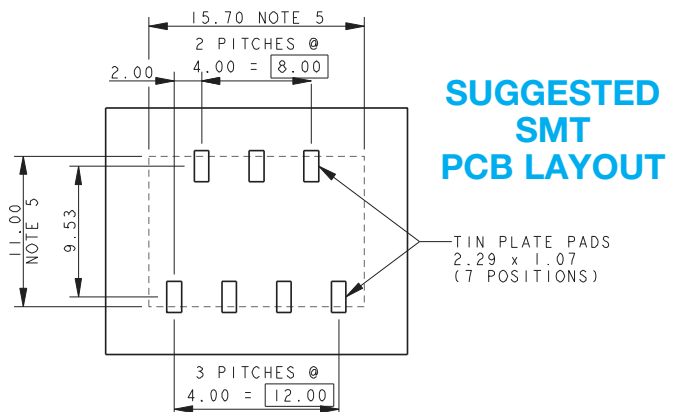 15.70 NOTE 5
2 PITCHES @
4.00 = 8.00
2.00
SUGGESTED
SMT
PCB LAYOUT
11.00
NOTE 5
9.53
TIN PLATE PADS
2.29 x 1.07
(7 POSITIONS)
3 PITCHES @
4.00 = 12.00